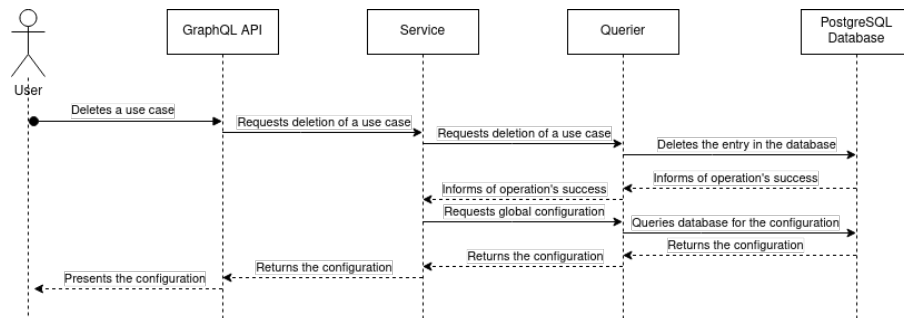 GraphQL API
Service
Querier
PostgreSQL
Database
User
Deletes a use case
Requests deletion of a use case
Requests deletion of a use case
Deletes the entry in the database
Informs of operation's success
Informs of operation's success
Requests global configuration
Queries database for the configuration
Returns the configuration
Returns the configuration
Returns the configuration
Presents the configuration